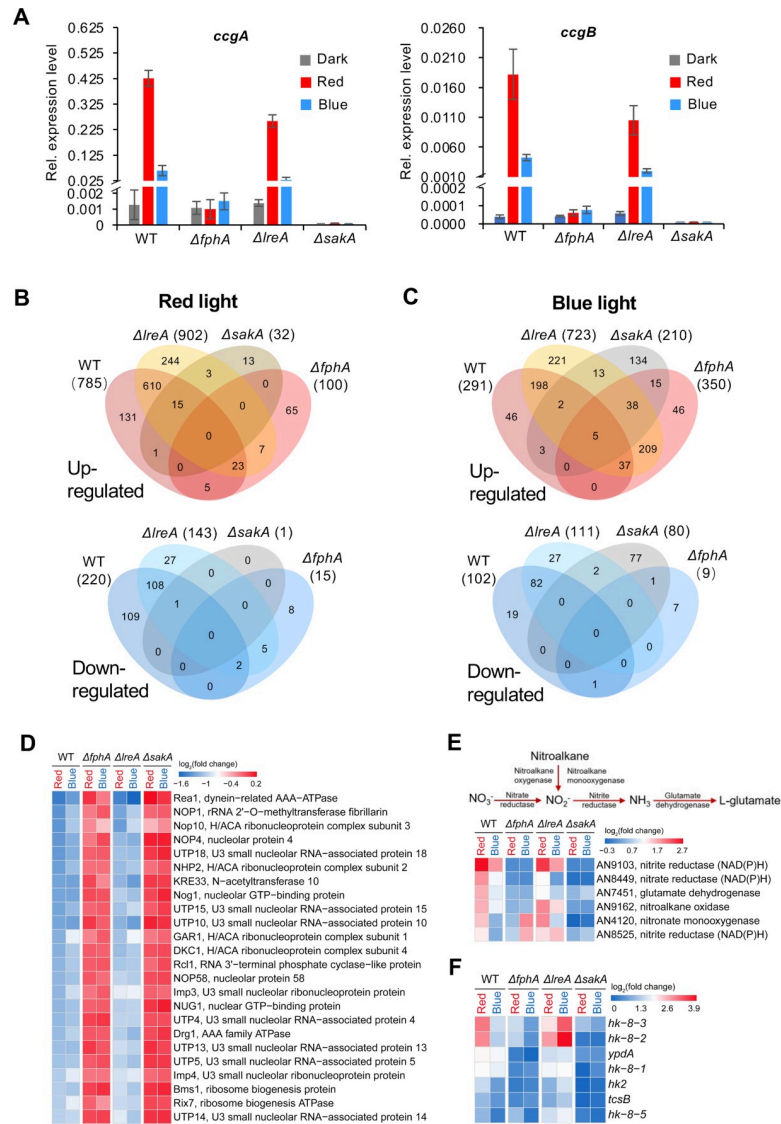 A
ccgA
ccgB
Rel. expression level
0.625
0.525
0.425
0.325
0.225
0.125
0.025
0.002
0.001
0.000
Dark
Red
Blue
WT
ΔfphA
ΔlreA
ΔsakA
Rel. expression level
0.0260
0.0210
0.0160
0.0110
0.0060
0.0010
0.0002
0.0001
0.0000
Dark
Red
Blue
WT
ΔfphA
ΔlreA
ΔsakA
B
Red light
ΔlreA (902)
ΔsakA (32)
WT
(785)
ΔfphA
(100)
244
3
13
610
0
15
0
131
65
0
1
7
0
23
5
Up-
regulated
ΔlreA (143)
ΔsakA (1)
WT
(220)
ΔfphA
(15)
27
0
0
108
0
1
0
109
8
0
0
5
0
2
0
Down-
regulated
C
Blue light
ΔlreA (723)
ΔsakA (210)
WT
(291)
ΔfphA
(350)
221
13
134
198
15
2
38
46
46
5
3
209
0
37
0
Up-
regulated
ΔlreA (111)
ΔsakA (80)
WT
(102)
ΔfphA
(9)
27
2
77
82
1
0
0
19
7
0
0
0
0
0
1
Down-
regulated
D
WT ΔfphA ΔlreA ΔsakA
Red Blue Red Blue Red Blue Red Blue
log2(fold change)
−1.6 −0.7 0.2
Rea1, dynein-related AAA-ATPase
NOP1, rRNA 2'-O-methyltransferase fibrillarin
Nop10, H/ACA ribonucleoprotein complex subunit 3
NOP4, nucleolar protein 4
UTP18, U3 small nucleolar RNA-associated protein 18
NHP2, H/ACA ribonucleoprotein complex subunit 2
KRE33, N−acetyltransferase 10
Nog1, nucleolar GTP-binding protein
UTP15, U3 small nucleolar RNA−associated protein 15
UTP10, U3 small nucleolar RNA−associated protein 10
GAR1, H/ACA ribonucleoprotein complex subunit 1
DKC1, H/ACA ribonucleoprotein complex subunit 4
Rcl1, RNA 3'-terminal phosphate cyclase-like protein
NOP58, nucleolar protein 58
Imp3, U3 small nucleolar ribonucleoprotein protein
NUG1, nuclear GTP-binding protein
UTP4, U3 small nucleolar RNA−associated protein 4
Drg1, AAA family ATPase
UTP13, U3 small nucleolar RNA−associated protein 13
UTP5, U3 small nucleolar RNA−associated protein 5
Imp4, U3 small nucleolar ribonucleoprotein protein
Bms1, ribosome biogenesis protein
Rix7, ribosome biogenesis ATPase
UTP14, U3 small nucleolar RNA−associated protein 14
E
Nitroalkane
Nitroalkane oxygenase
Nitroalkane monooxygenase
NO3- Nitrate reductase NO2- Nitrite reductase NH3 Glutamate dehydrogenase L-glutamate
WT ΔfphA ΔlreA ΔsakA
Red Blue Red Blue Red Blue Red Blue
log2(fold change)
−1.5 −0.3 0.9 2.7
AN9103, nitrite reductase (NAD(P)H)
AN8449, nitrate reductase (NAD(P)H)
AN7451, glutamate dehydrogenase
AN9162, nitroalkane oxidase
AN4120, nitronate monooxygenase
AN8525, nitrite reductase (NAD(P)H)
F
WT ΔfphA ΔlreA ΔsakA
Red Blue Red Blue Red Blue Red Blue
log2(fold change)
0 1.2 2.4 3.9
hk-8-3
hk-8-2
ypdA
hk-8-1
hk2
tcsB
hk-8-5